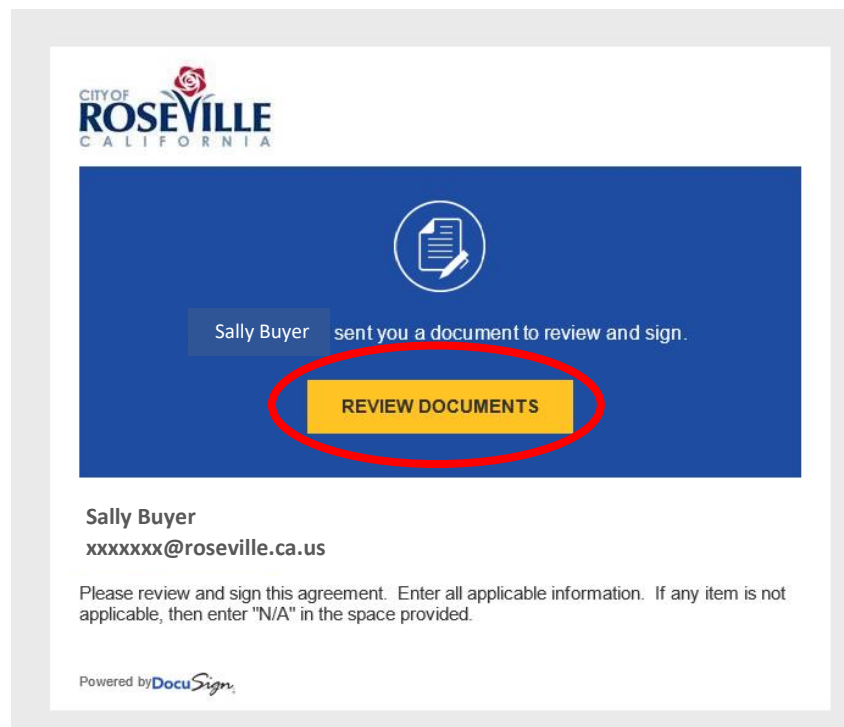 CITY OF
ROSEVILLE
CALIFORNIA
Sally Buyer sent you a document to review and sign.
REVIEW DOCUMENTS
Sally Buyer
xxxxxxx@roseville.ca.us
Please review and sign this agreement. Enter all applicable information. If any item is not
applicable, then enter "N/A" in the space provided.
Powered by DocuSign